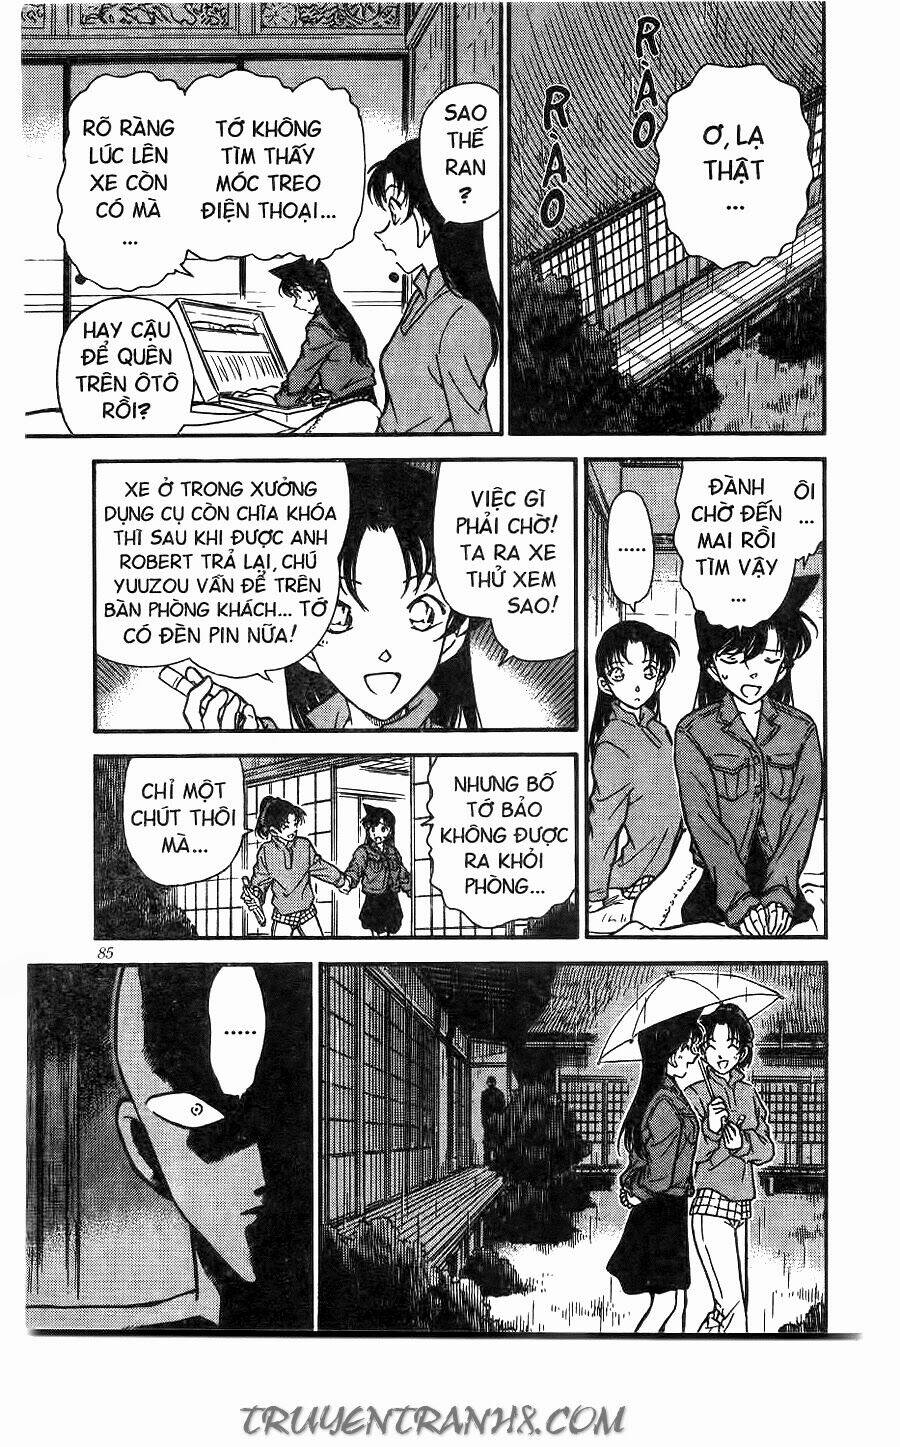 RÀO
RÀO
Ơ, LẠ
THẬT
...
SAO
THẾ
RAN
?
TỚ KHÔNG
TÌM THẤY
MÓC TREO
ĐIỆN THOẠI...
RÕ RÀNG
LÚC LÊN
XE CÒN
CÓ MÀ
...
HAY CẬU
ĐỂ QUÊN
TRÊN ÔTÔ
RỒI?
ÔI
...
ĐÀNH
CHỜ ĐẾN
MAI RỒI
TÌM VẬY
...
.....
VIỆC GÌ
PHẢI CHỜ!
TA RA XE
THỬ XEM
SAO!
XE Ở TRONG XƯỞNG
DỤNG CỤ CÒN CHÌA KHÓA
THÌ SAU KHI ĐƯỢC ANH
ROBERT TRẢ LẠI, CHÚ
YUUZOU VẪN ĐỂ TRÊN
BÀN PHÒNG KHÁCH... TỚ
CÓ ĐÈN PIN NỮA!
NHƯNG BỐ
TỚ BẢO
KHÔNG ĐƯỢC
RA KHỎI
PHÒNG...
CHỈ MỘT
CHÚT THÔI
MÀ...
85
......
TRUYENTRANH8.COM